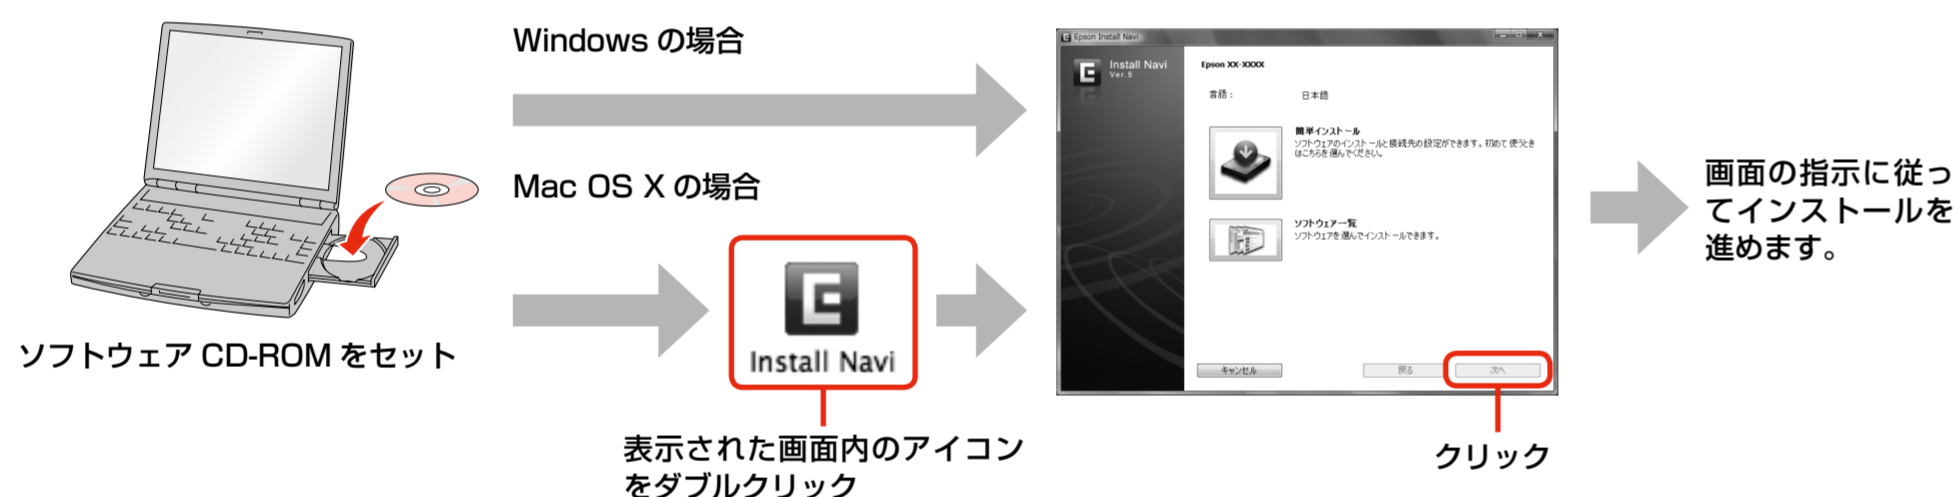 Windows の場合
Mac OS X の場合
ソフトウェア CD-ROM をセット
Install Navi
表示された画面内のアイコン
をダブルクリック
Epson Install Navi
Install Navi
Ver.5
Epson XX-XXXX
言語：
日本語
簡単インストール
ソフトウェアのインストールと接続先の設定ができます。初めて使うとき
はこちらを選んでください。
ソフトウェア一覧
ソフトウェアを選んでインストールできます。
キャンセル
戻る
次へ
クリック
画面の指示に従っ
てインストールを
進めます。